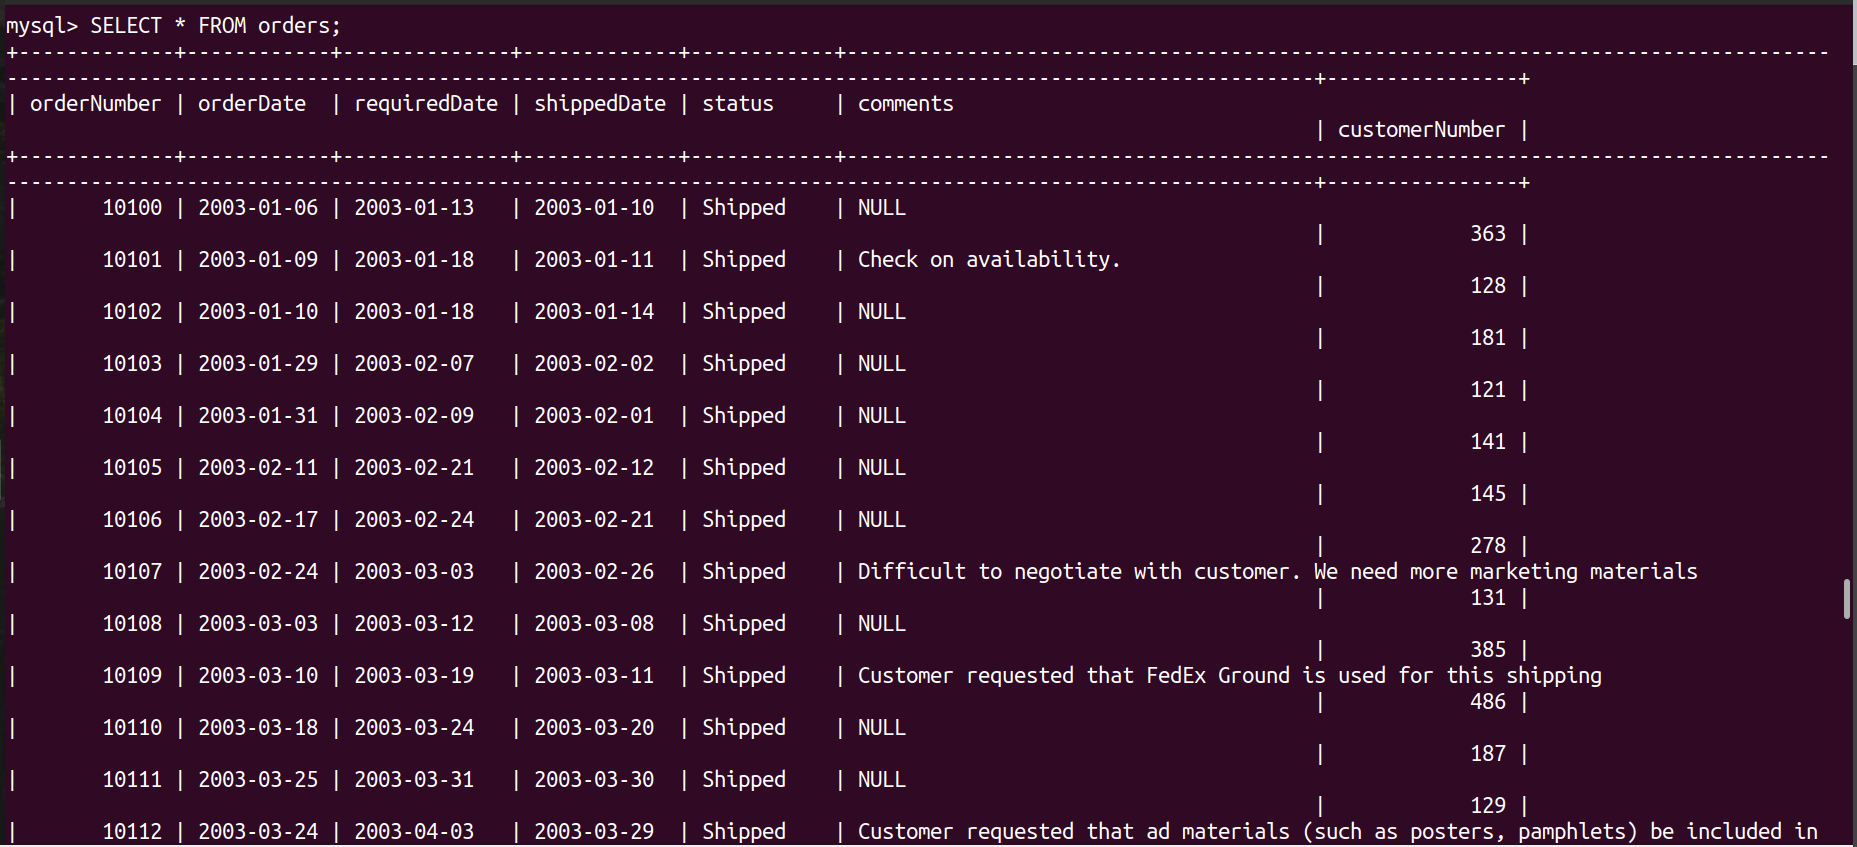 mysql> SELECT * FROM orders;
+-------------+------------+--------------+-------------+------------+----------------------------------------------------------------------------------
-------------------------------------------------------------------------------------------------------------+----------------+
| orderNumber | orderDate  | requiredDate | shippedDate | status     | comments
| customerNumber |
+-------------+------------+--------------+-------------+------------+----------------------------------------------------------------------------------
-------------------------------------------------------------------------------------------------------------+----------------+
|       10100 | 2003-01-06 | 2003-01-13   | 2003-01-10  | Shipped    | NULL
|            363 |
|       10101 | 2003-01-09 | 2003-01-18   | 2003-01-11  | Shipped    | Check on availability.
|            128 |
|       10102 | 2003-01-10 | 2003-01-18   | 2003-01-14  | Shipped    | NULL
|            181 |
|       10103 | 2003-01-29 | 2003-02-07   | 2003-02-02  | Shipped    | NULL
|            121 |
|       10104 | 2003-01-31 | 2003-02-09   | 2003-02-01  | Shipped    | NULL
|            141 |
|       10105 | 2003-02-11 | 2003-02-21   | 2003-02-12  | Shipped    | NULL
|            145 |
|       10106 | 2003-02-17 | 2003-02-24   | 2003-02-21  | Shipped    | NULL
|            278 |
|       10107 | 2003-02-24 | 2003-03-03   | 2003-02-26  | Shipped    | Difficult to negotiate with customer. We need more marketing materials
|            131 |
|       10108 | 2003-03-03 | 2003-03-12   | 2003-03-08  | Shipped    | NULL
|            385 |
|       10109 | 2003-03-10 | 2003-03-19   | 2003-03-11  | Shipped    | Customer requested that FedEx Ground is used for this shipping
|            486 |
|       10110 | 2003-03-18 | 2003-03-24   | 2003-03-20  | Shipped    | NULL
|            187 |
|       10111 | 2003-03-25 | 2003-03-31   | 2003-03-30  | Shipped    | NULL
|            129 |
|       10112 | 2003-03-24 | 2003-04-03   | 2003-03-29  | Shipped    | Customer requested that ad materials (such as posters, pamphlets) be included in